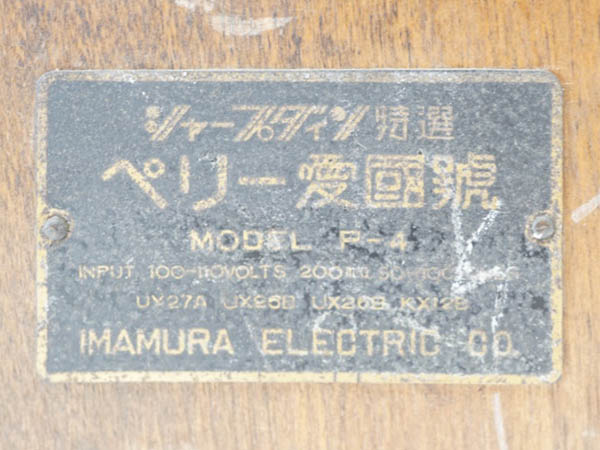 シャープダイン特選
ペリー愛國號
MODEL P-4
INPUT 100-110VOLTS 200
UX27A UX26B UX26B KX12B
IMAMURA ELECTRIC CO.